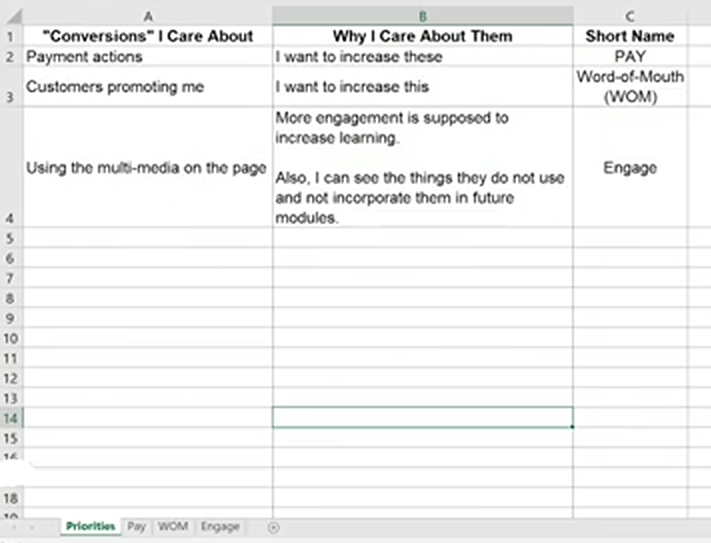 A B C
1 "Conversions" I Care About Why I Care About Them Short Name
2 Payment actions I want to increase these PAY
3 Customers promoting me I want to increase this Word-of-Mouth
(WOM)
4 Using the multi-media on the page More engagement is supposed to
increase learning.
Also, I can see the things they do not use
and not incorporate them in future
modules.
Engage
5
6
7
8
9
10
11
12
13
14
15
18
Priorities Pay WOM Engage